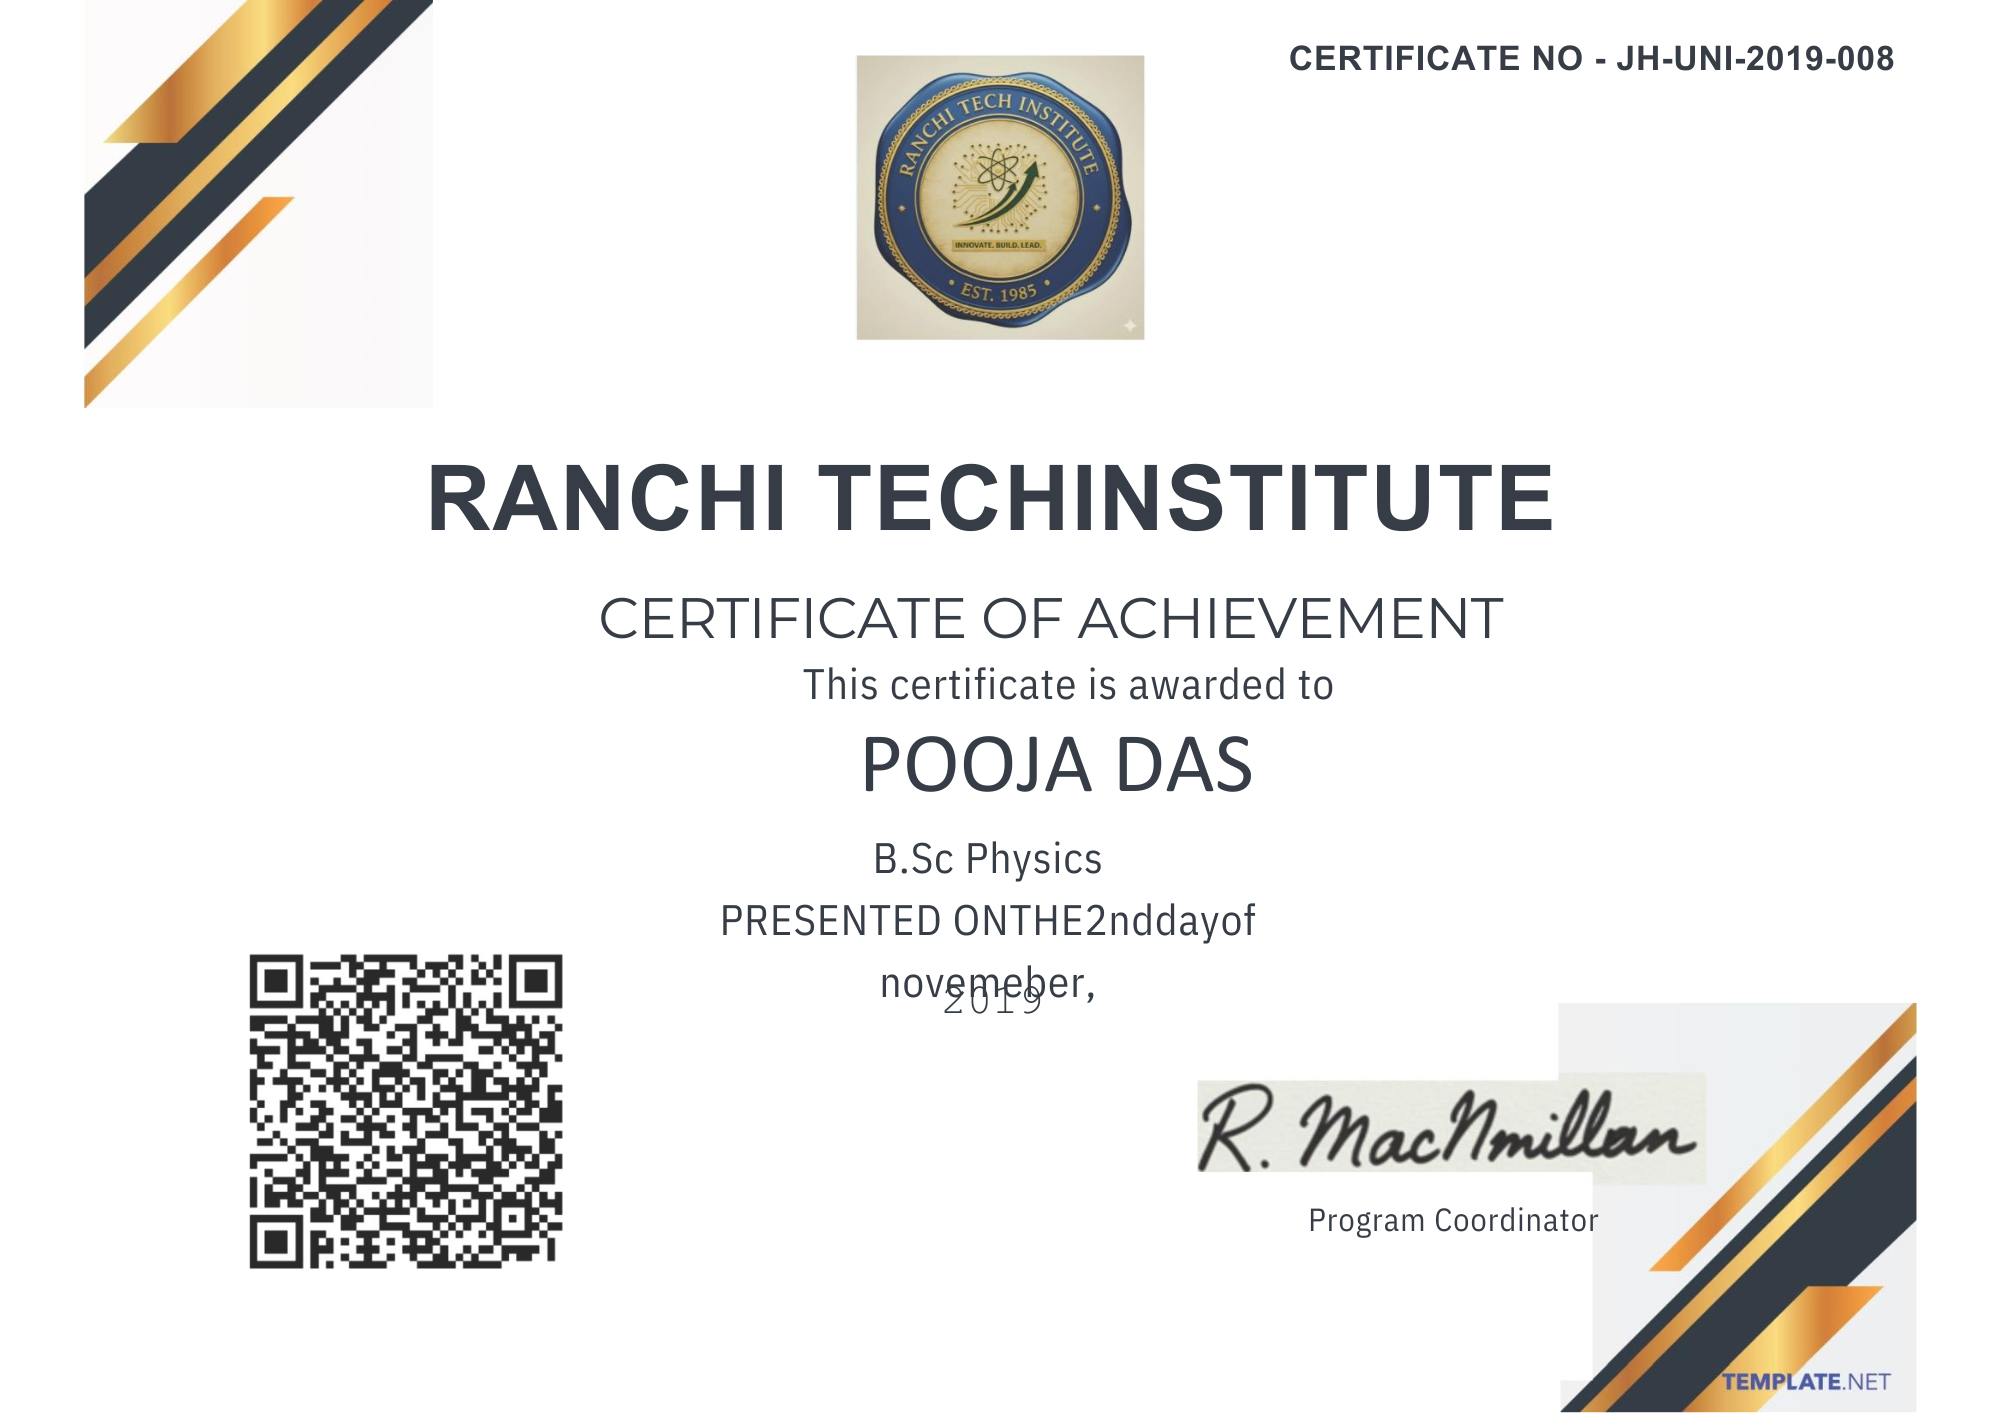 CERTIFICATE NO - JH-UNI-2019-008
RANCHI TECH INSTITUTE
INNOVATE. BUILD. LEAD.
EST. 1985
RANCHI TECHINSTITUTE
CERTIFICATE OF ACHIEVEMENT
This certificate is awarded to
POOJA DAS
B.Sc Physics
PRESENTED ONTHE2nddayof
novemeber,
2019
R. MacNmillan
Program Coordinator
TEMPLATE.NET